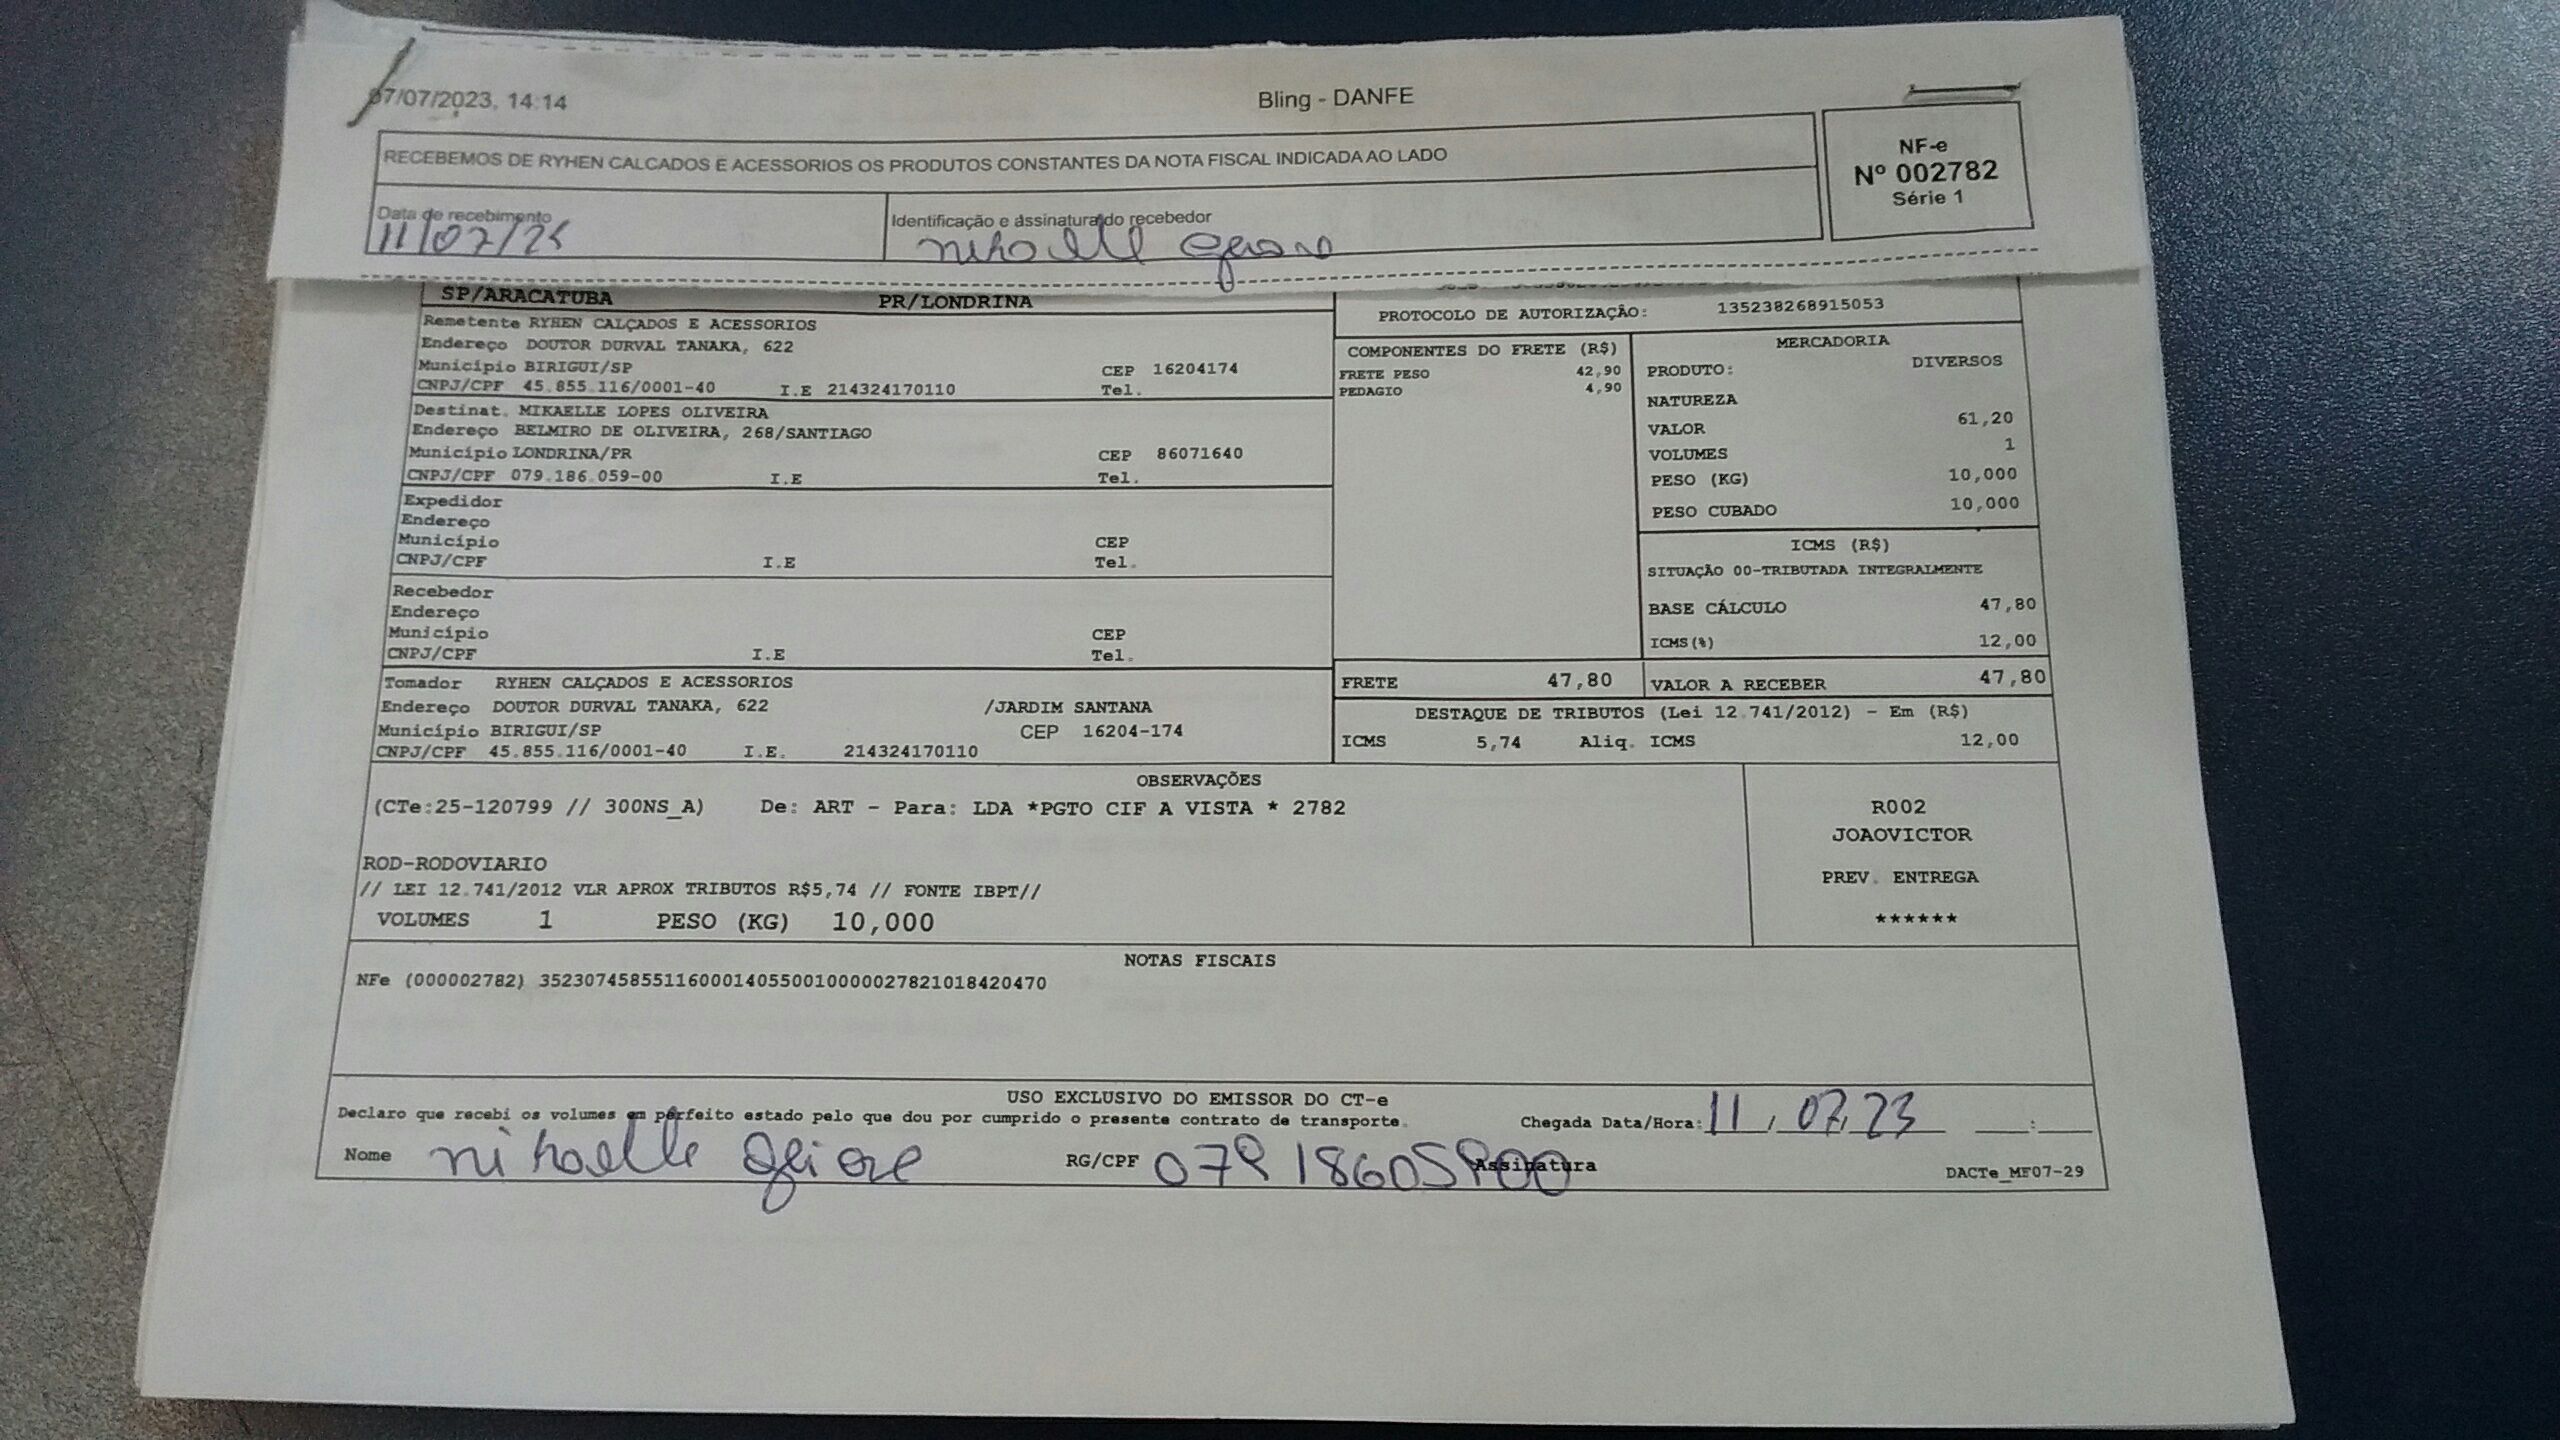 07/07/2023, 14:14 Bling - DANFE
RECEBEMOS DE RYHEN CALCADOS E ACESSORIOS OS PRODUTOS CONSTANTES DA NOTA FISCAL INDICADA AO LADO
NF-e
Nº 002782
Série 1
Data de recebimento
11/07/23
Identificação e assinatura do recebedor
SP/ARACATUBA PR/LONDRINA
Remetente RYHEN CALÇADOS E ACESSORIOS
Endereço DOUTOR DURVAL TANAKA, 622
Município BIRIGUI/SP CEP 16204174
CNPJ/CPF 45.855.116/0001-40 I.E 214324170110 Tel.
Destinat. MIKAELLE LOPES OLIVEIRA
Endereço BELMIRO DE OLIVEIRA, 268/SANTIAGO
Município LONDRINA/PR CEP 86071640
CNPJ/CPF 079.186.059-00 I.E Tel.
Expedidor
Endereço
Município CEP
CNPJ/CPF I.E Tel.
Recebedor
Endereço
Município CEP
CNPJ/CPF I.E Tel.
Tomador RYHEN CALÇADOS E ACESSORIOS
Endereço DOUTOR DURVAL TANAKA, 622 /JARDIM SANTANA
Município BIRIGUI/SP CEP 16204-174
CNPJ/CPF 45.855.116/0001-40 I.E. 214324170110
PROTOCOLO DE AUTORIZAÇÃO: 135238268915053
COMPONENTES DO FRETE (R$)
FRETE PESO 42,90
PEDAGIO 4,90
MERCADORIA
PRODUTO: DIVERSOS
NATUREZA
VALOR 61,20
VOLUMES 1
PESO (KG) 10,000
PESO CUBADO 10,000
ICMS (R$)
SITUAÇÃO 00-TRIBUTADA INTEGRALMENTE
BASE CÁLCULO 47,80
ICMS(%) 12,00
FRETE 47,80 VALOR A RECEBER 47,80
DESTAQUE DE TRIBUTOS (Lei 12.741/2012) - Em (R$)
ICMS 5,74 Aliq. ICMS 12,00
OBSERVAÇÕES
(CTe:25-120799 // 300NS_A) De: ART - Para: LDA *PGTO CIF A VISTA * 2782
ROD-RODOVIARIO
// LEI 12.741/2012 VLR APROX TRIBUTOS R$5,74 // FONTE IBPT//
VOLUMES 1 PESO (KG) 10,000
R002
JOAOVICTOR
PREV. ENTREGA
******
NOTAS FISCAIS
NFe (000002782) 35230745855116000140550010000027821018420470
USO EXCLUSIVO DO EMISSOR DO CT-e
Declaro que recebi os volumes em perfeito estado pelo que dou por cumprido o presente contrato de transporte. Chegada Data/Hora: 11/07/23 __:__
Nome RG/CPF 07918605900 Assinatura DACTe_MF07-29